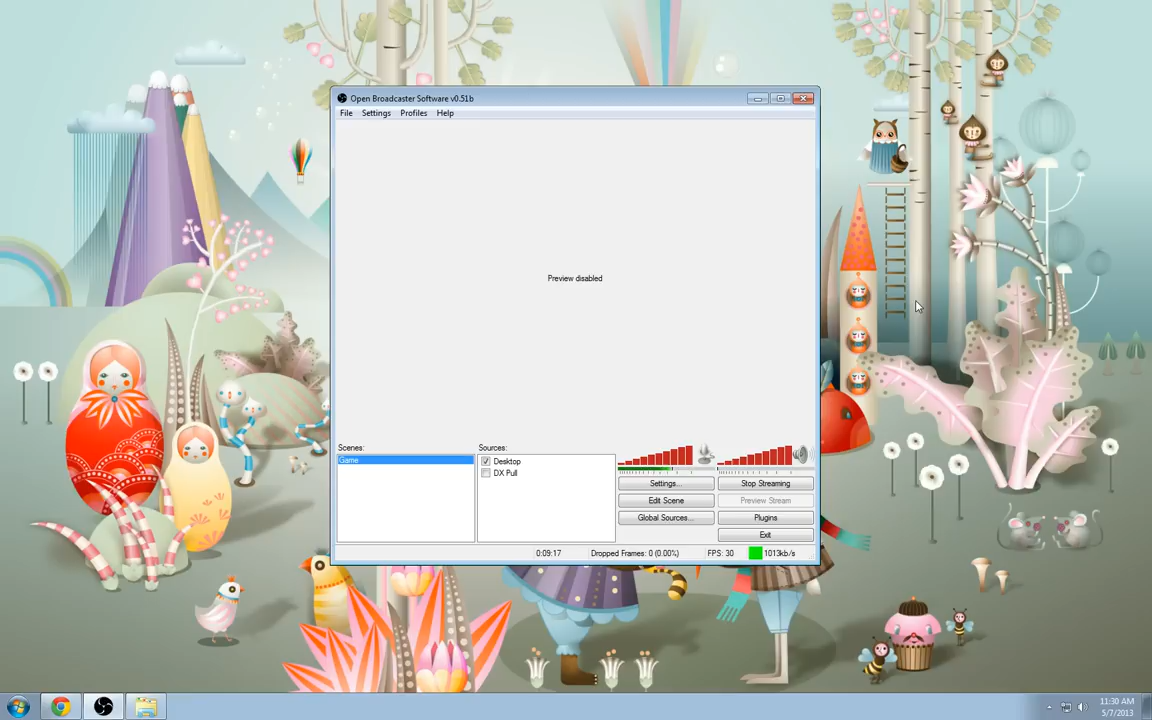 Open Broadcaster Software v0.51b
File Settings Profiles Help
Preview disabled
Scenes: Sources:
Game
Desktop
DX Pull
Settings... Stop Streaming
Edit Scene Preview Stream
Global Sources... Plugins
Exit
0:09:17 Dropped Frames: 0 (0.00%) FPS: 30 1013kb/s
11:30 AM
5/7/2013